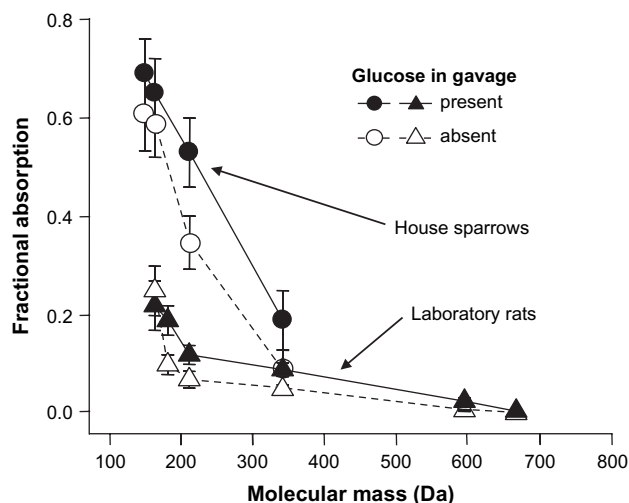 0.8
0.6
0.4
0.2
0.0
Fractional absorption
Glucose in gavage
present
absent
House sparrows
Laboratory rats
100 200 300 400 500 600 700 800
Molecular mass (Da)